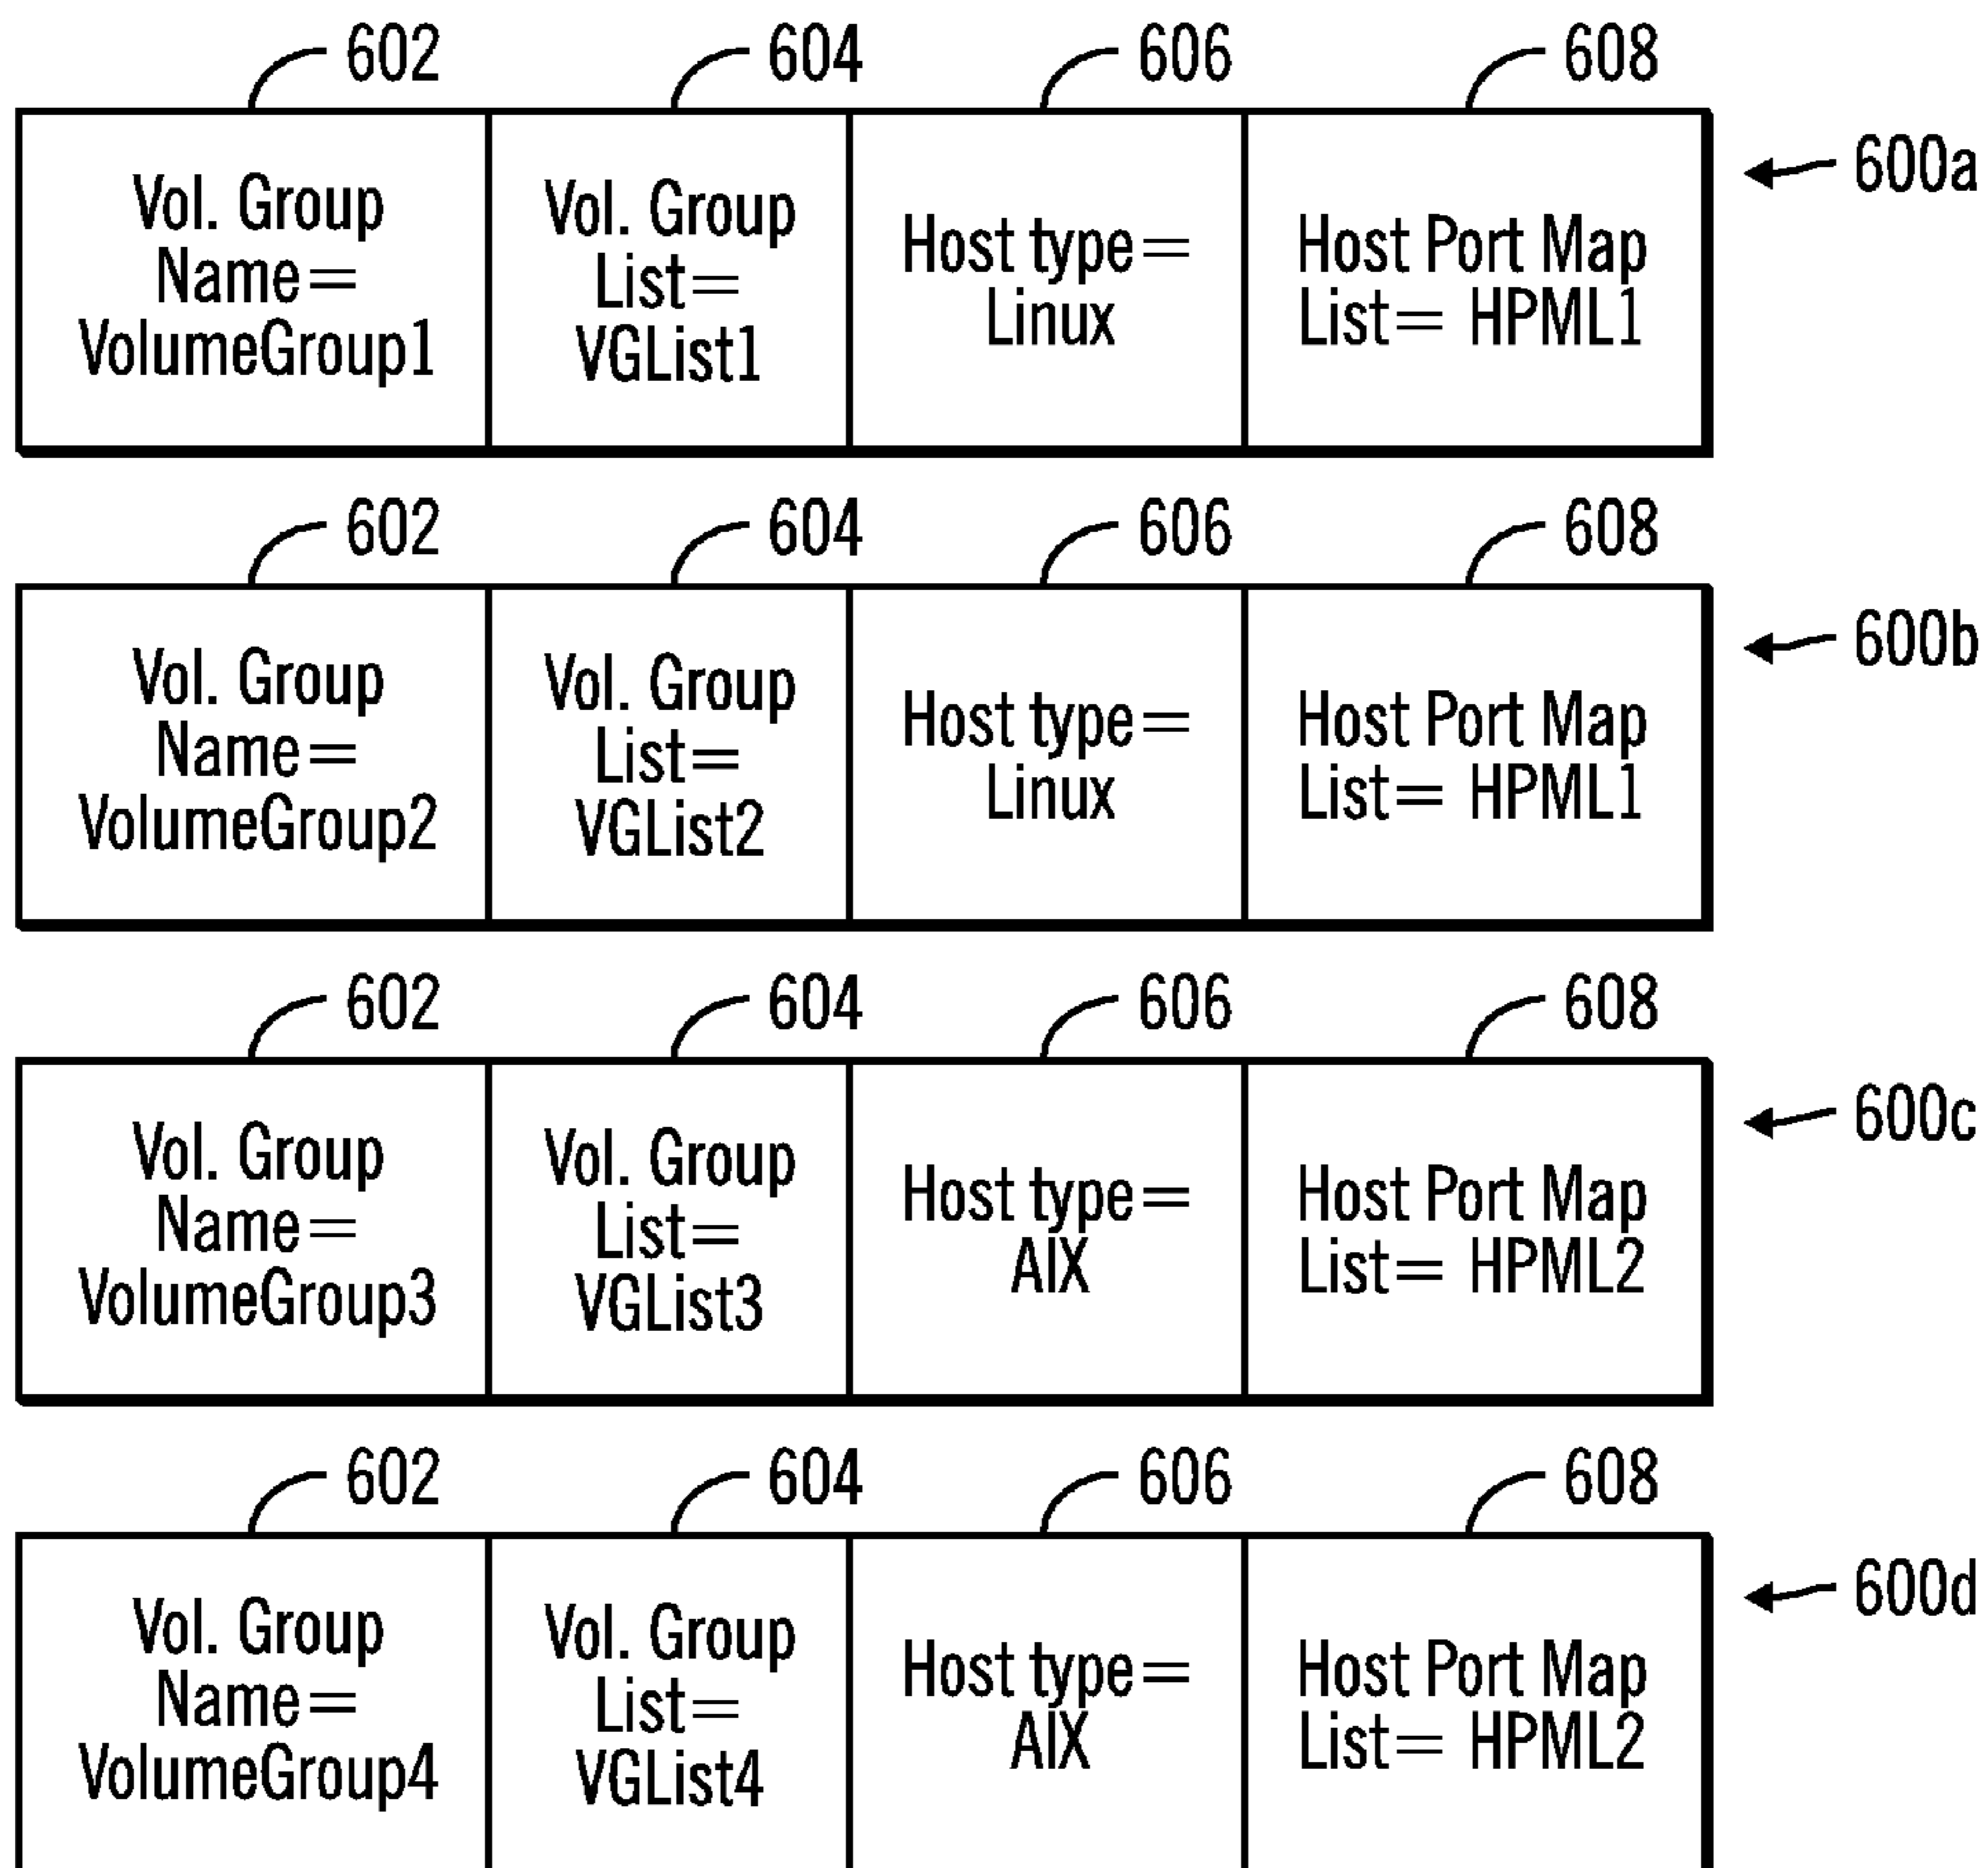 602 604 606 608
600a
Vol. Group
Name=
VolumeGroup1
Vol. Group
List=
VGList1
Host type=
Linux
Host Port Map
List= HPML1
602 604 606 608
600b
Vol. Group
Name=
VolumeGroup2
Vol. Group
List=
VGList2
Host type=
Linux
Host Port Map
List= HPML1
602 604 606 608
600c
Vol. Group
Name=
VolumeGroup3
Vol. Group
List=
VGList3
Host type=
AIX
Host Port Map
List= HPML2
602 604 606 608
600d
Vol. Group
Name=
VolumeGroup4
Vol. Group
List=
VGList4
Host type=
AIX
Host Port Map
List= HPML2